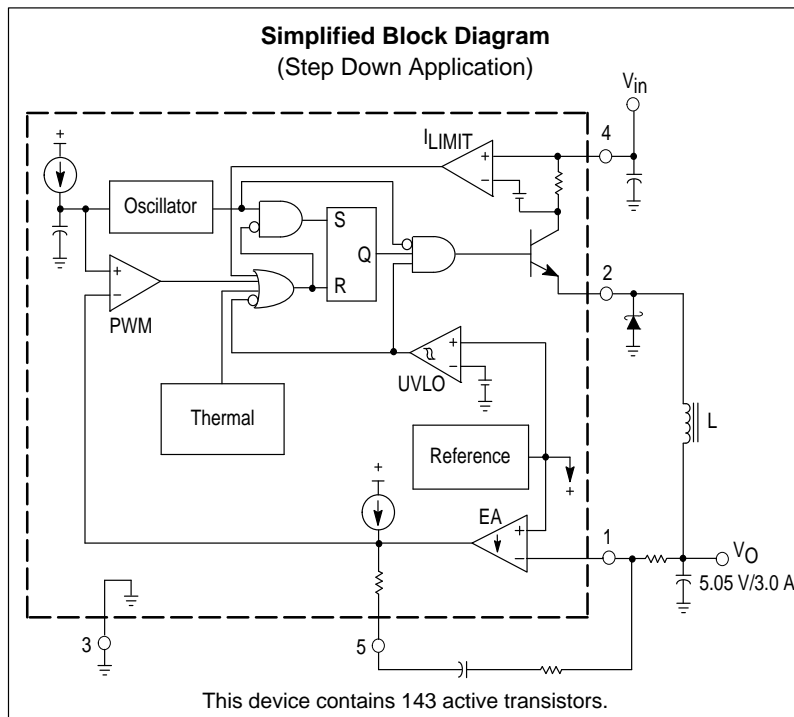 Simplified Block Diagram
(Step Down Application)
Vin
4
ILIMIT
+
–
+
Oscillator
S
Q
R
2
+
–
PWM
+
–
UVLO
Thermal
L
Reference
+
+
EA
+
–
1
VO
5.05 V/3.0 A
3
5
This device contains 143 active transistors.